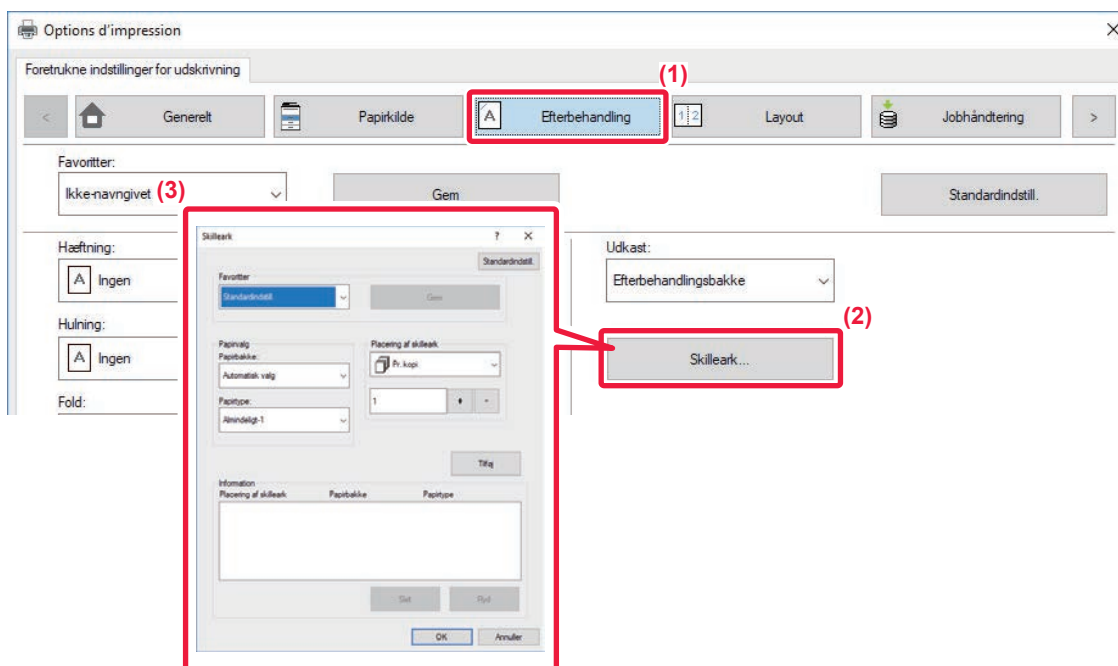 Options d'impression
Foretrukne indstillinger for udskrivning
(1)
< Generelt Papirkilde Efterbehandling Layout Jobhåndtering >
Favoritter:
Ikke-navngivet
(3)
Gem
Standardindstill.
Hæftning:
Ingen
Hulning:
Ingen
Fold:
Udkast:
Efterbehandlingsbakke
(2)
Skilleark...
Skilleark ?
Standardindstill.
Favoritter
Standardindstill.
Gem
Papirvalg
Papirbakke:
Automatisk valg
Papirtype:
Almindeligt-1
Placering af skilleark
Pr. kopi
1 + -
Tilføj
Information
Placering af skilleark Papirbakke Papirtype
Slet Ryd
OK Annuller